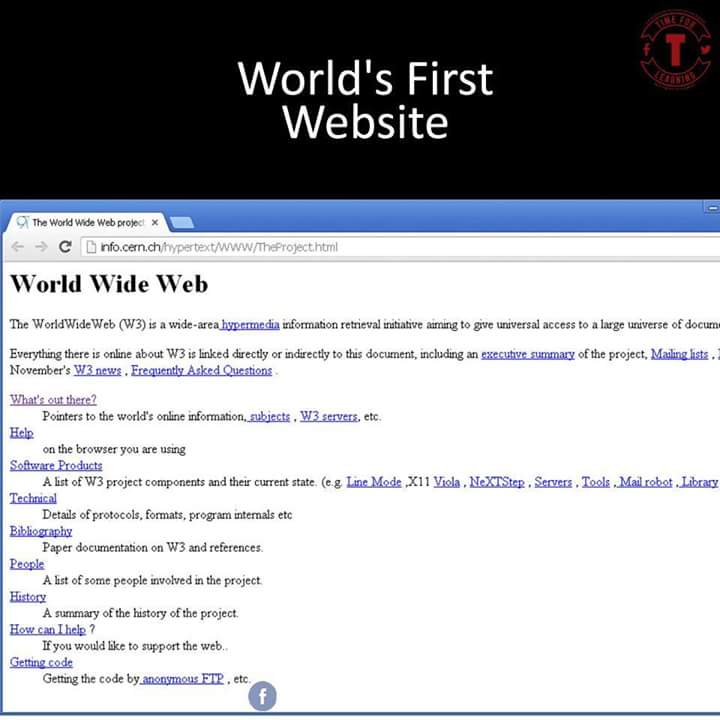 TIME FOR
T
LEARNING
World's First
Website
The World Wide Web project
info.cern.ch/hypertext/WWW/TheProject.html
World Wide Web
The WorldWideWeb (W3) is a wide-area hypermedia information retrieval initiative aiming to give universal access to a large universe of docum
Everything there is online about W3 is linked directly or indirectly to this document, including an executive summary of the project, Mailing lists ,
November's W3 news , Frequently Asked Questions .
What's out there?
Pointers to the world's online information, subjects , W3 servers, etc.
Help
on the browser you are using
Software Products
A list of W3 project components and their current state. (e.g. Line Mode ,X11 Viola , NeXTStep , Servers , Tools , Mail robot , Library
Technical
Details of protocols, formats, program internals etc
Bibliography
Paper documentation on W3 and references.
People
A list of some people involved in the project.
History
A summary of the history of the project.
How can I help ?
If you would like to support the web..
Getting code
Getting the code by anonymous FTP , etc.
f